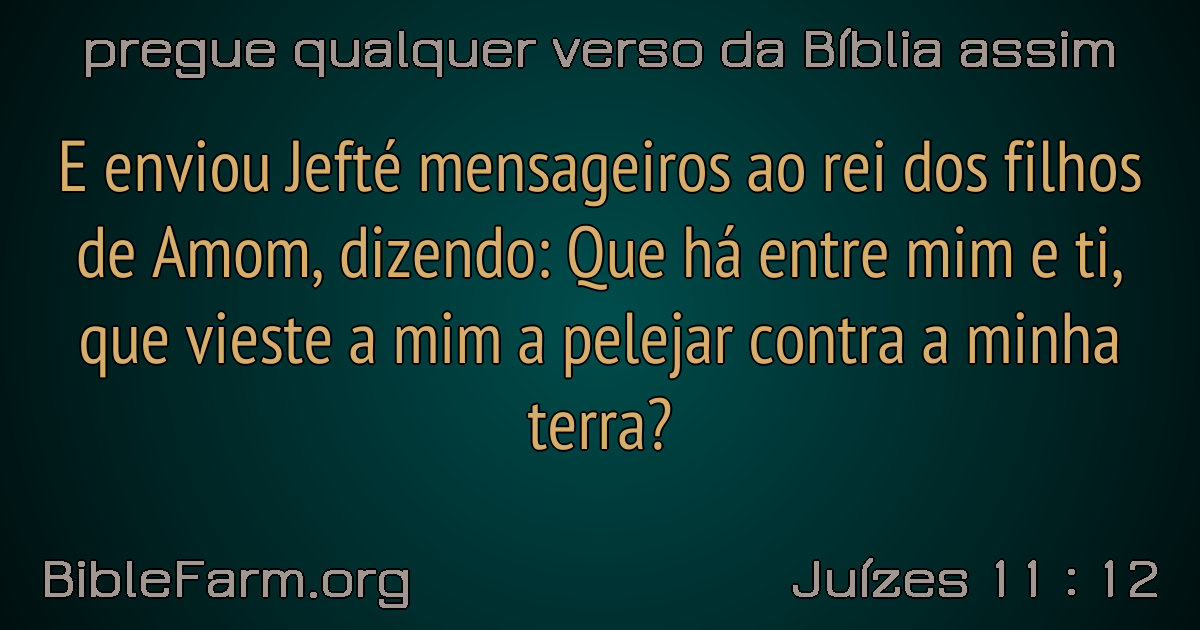 pregue qualquer verso da Bíblia assim
E enviou Jefté mensageiros ao rei dos filhos
de Amom, dizendo: Que há entre mim e ti,
que vieste a mim a pelejar contra a minha
terra?
BibleFarm.org
Juízes 11 : 12